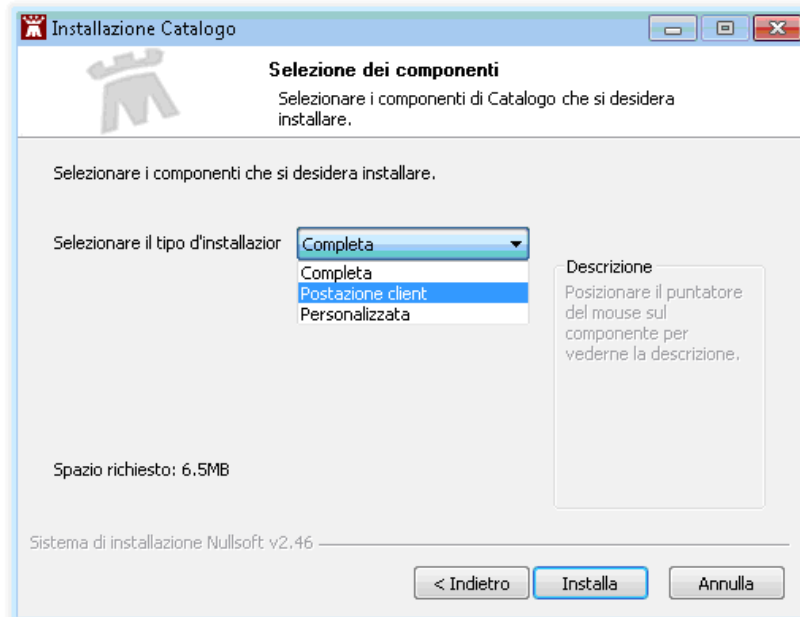 Installazione Catalogo
Selezione dei componenti
Selezionare i componenti di Catalogo che si desidera
installare.
Selezionare i componenti che si desidera installare.
Selezionare il tipo d'installazior
Completa
Completa
Postazione client
Personalizzata
Descrizione
Posizionare il puntatore
del mouse sul
componente per
vederne la descrizione.
Spazio richiesto: 6.5MB
Sistema di installazione Nullsoft v2.46
< Indietro
Installa
Annulla